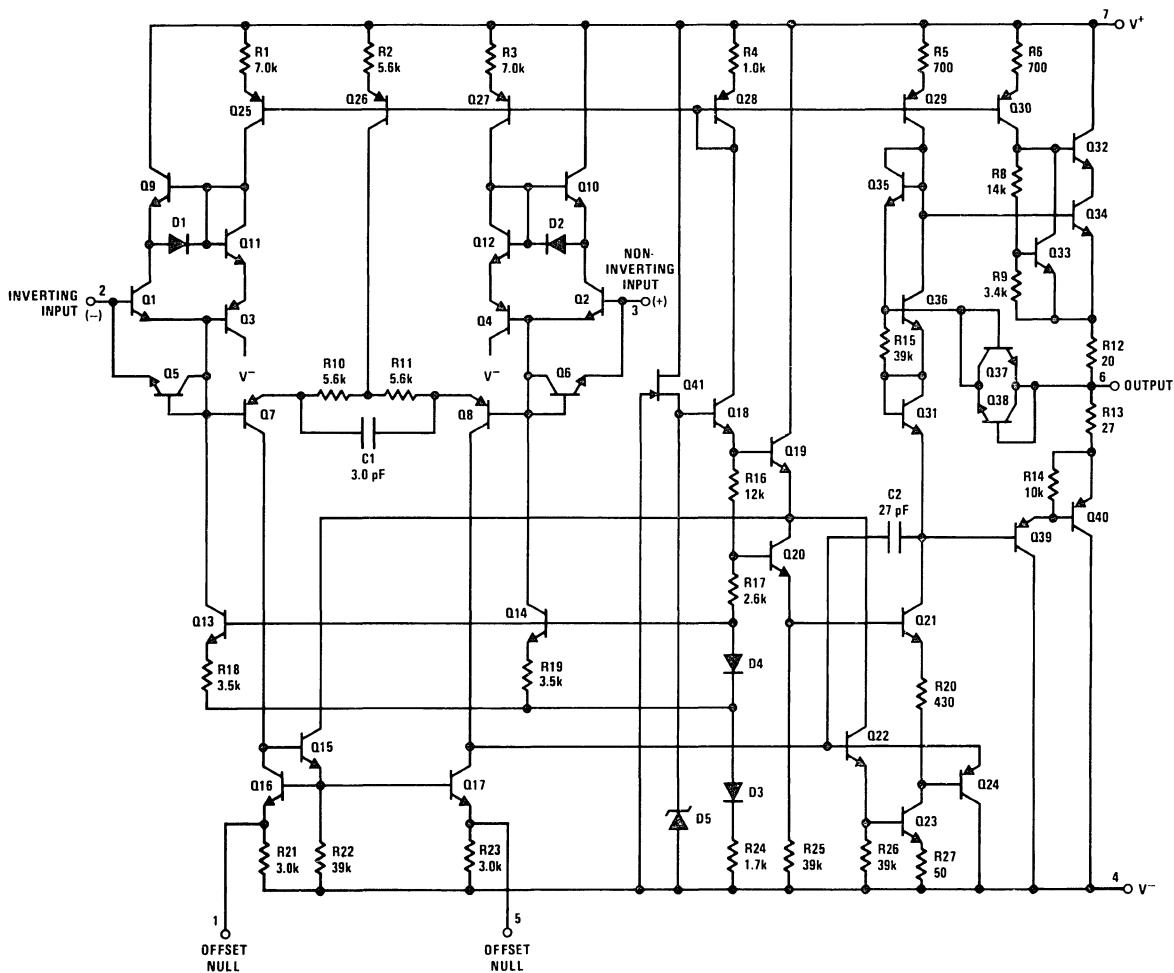 7 V+
R1
7.0k
R2
5.6k
R3
7.0k
R4
1.0k
R5
700
R6
700
Q25
Q26
Q27
Q28
Q29
Q30
Q32
Q9
Q10
Q35
R8
14k
Q34
D1
D2
Q11
Q12
NON-
INVERTING
INPUT
3 (+)
Q33
R9
3.4k
INVERTING
INPUT
2
(−)
Q1
Q3
Q4
Q2
Q36
R15
39k
R12
20
V−
V−
Q5
R10
5.6k
R11
5.6k
Q6
Q41
Q37
Q38
6 OUTPUT
Q7
Q8
Q18
Q31
R13
27
C1
3.0 pF
Q19
R16
12k
R14
10k
C2
27 pF
Q39
Q40
Q20
R17
2.6k
Q13
Q14
Q21
R18
3.5k
R19
3.5k
D4
R20
430
Q15
Q22
Q16
Q17
D3
Q24
D5
Q23
R21
3.0k
R22
39k
R23
3.0k
R24
1.7k
R25
39k
R26
39k
R27
50
4
V−
1
5
OFFSET
NULL
OFFSET
NULL